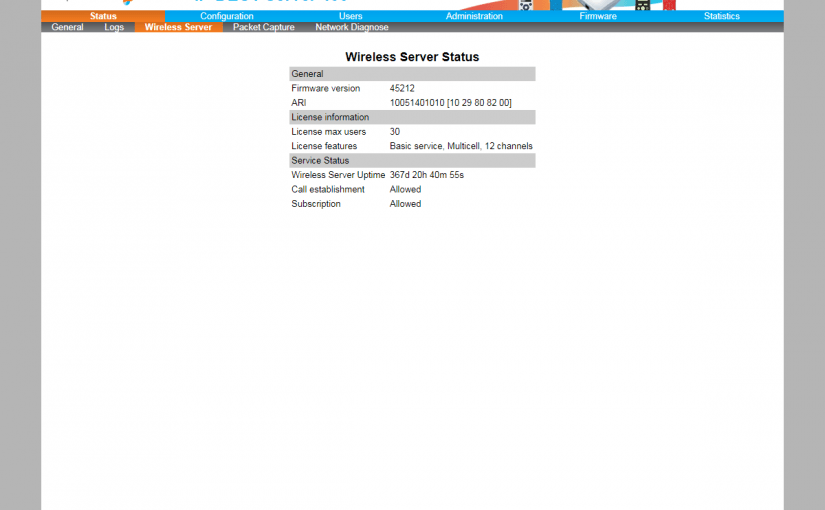 Status Configuration Users Administration Firmware Statistics
General Logs Wireless Server Packet Capture Network Diagnose
Wireless Server Status
General
Firmware version 45212
ARI 10051401010 [10 29 80 82 00]
License information
License max users 30
License features Basic service, Multicell, 12 channels
Service Status
Wireless Server Uptime 367d 20h 40m 55s
Call establishment Allowed
Subscription Allowed